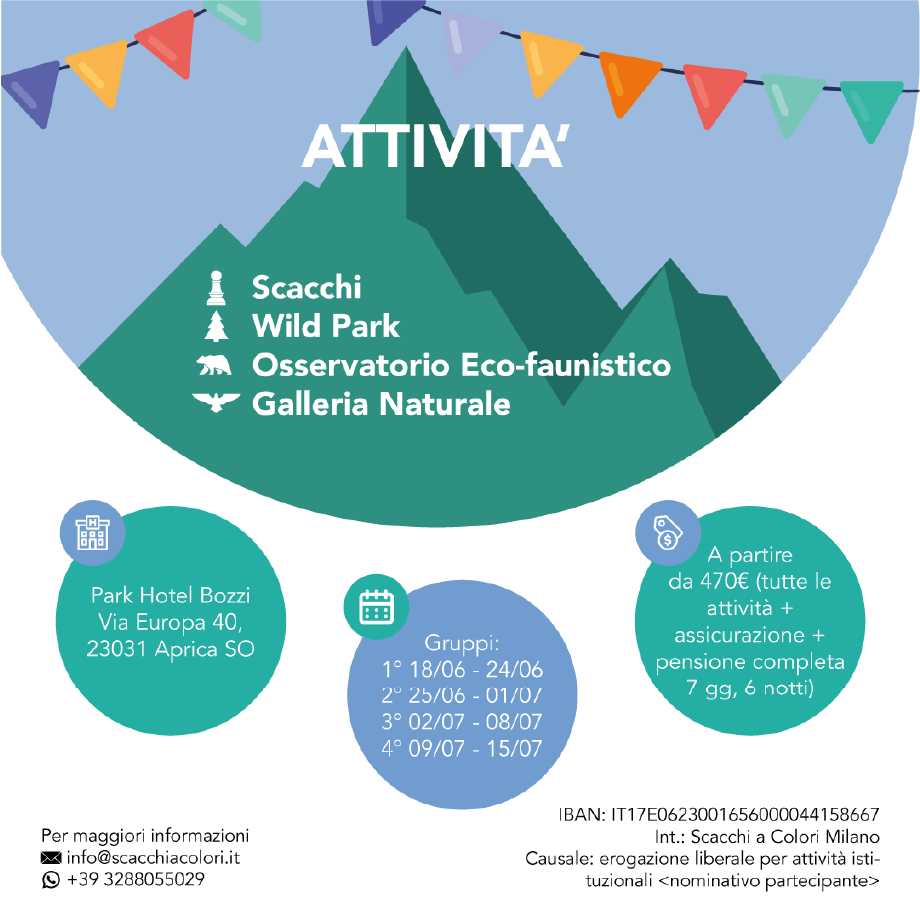 ATTIVITA'
Scacchi
Wild Park
Osservatorio Eco-faunistico
Galleria Naturale
H
Park Hotel Bozzi
Via Europa 40,
23031 Aprica SO
Gruppi:
1° 18/06 - 24/06
2° 25/06 - 01/07
3° 02/07 - 08/07
4° 09/07 - 15/07
$
A partire
da 470€ (tutte le
attività +
assicurazione +
pensione completa
7 gg, 6 notti)
Per maggiori informazioni
info@scacchiacolori.it
+39 3288055029
IBAN: IT17E0623001656000044158667
Int.: Scacchi a Colori Milano
Causale: erogazione liberale per attività isti-
tuzionali <nominativo partecipante>